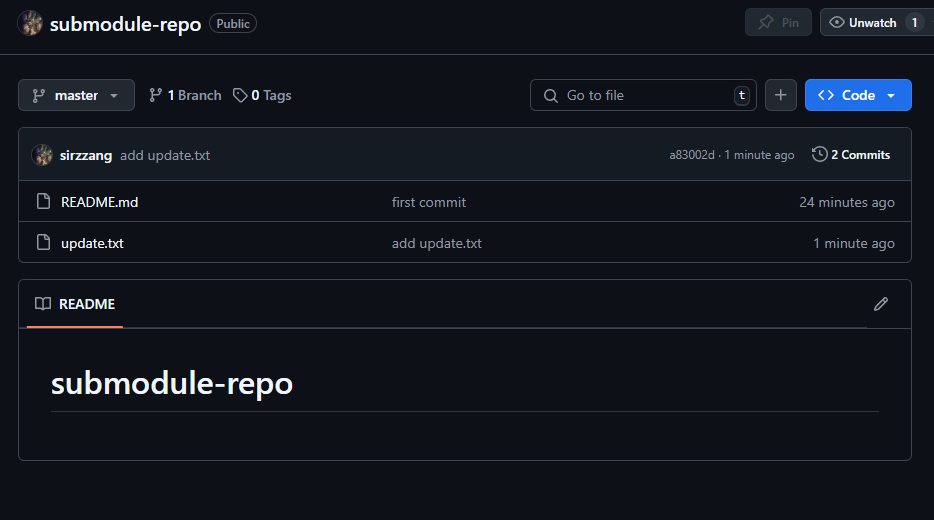 submodule-repo Public Pin Unwatch 1
master 1 Branch 0 Tags Go to file t + Code
sirzzang add update.txt a83002d · 1 minute ago 2 Commits
README.md first commit 24 minutes ago
update.txt add update.txt 1 minute ago
README
submodule-repo